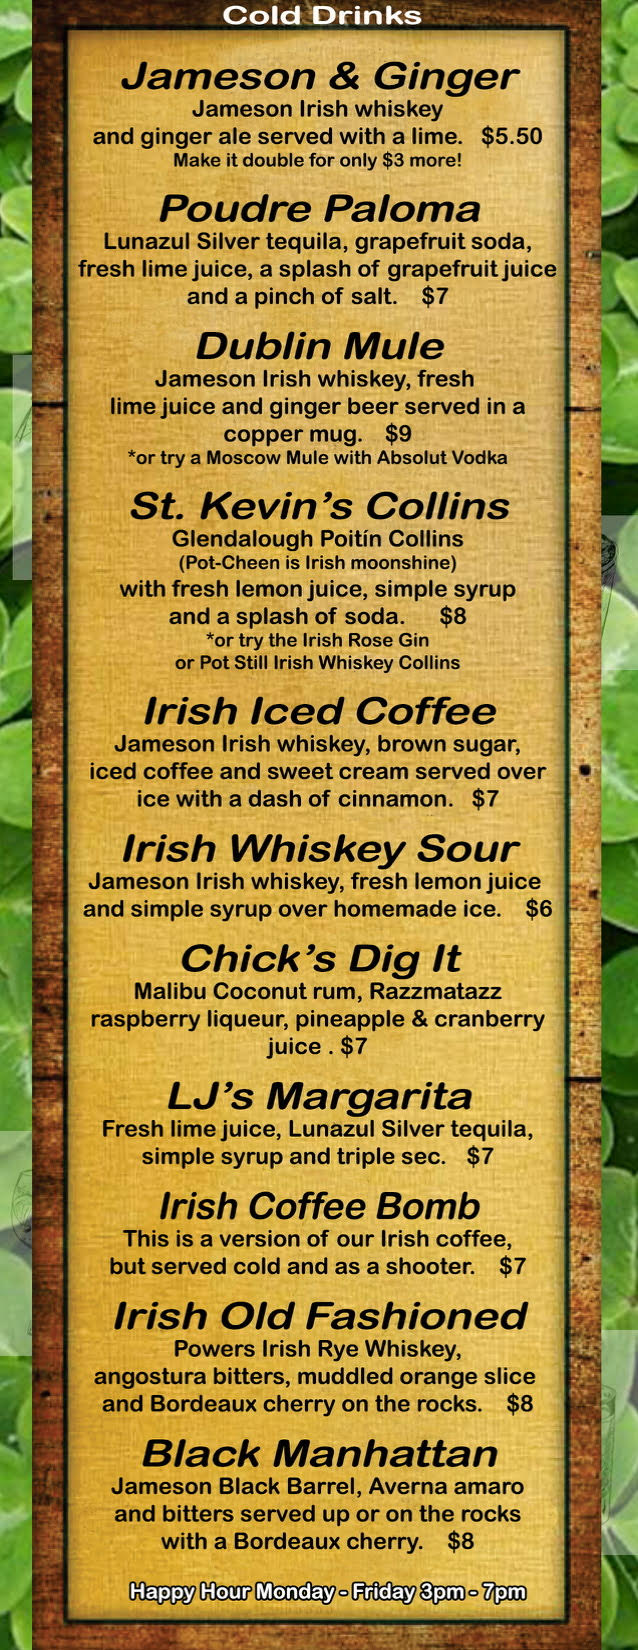 Cold Drinks
Jameson & Ginger
Jameson Irish whiskey
and ginger ale served with a lime. $5.50
Make it double for only $3 more!
Poudre Paloma
Lunazul Silver tequila, grapefruit soda,
fresh lime juice, a splash of grapefruit juice
and a pinch of salt. $7
Dublin Mule
Jameson Irish whiskey, fresh
lime juice and ginger beer served in a
copper mug. $9
*or try a Moscow Mule with Absolut Vodka
St. Kevin's Collins
Glendalough Poitín Collins
(Pot-Cheen is Irish moonshine)
with fresh lemon juice, simple syrup
and a splash of soda. $8
*or try the Irish Rose Gin
or Pot Still Irish Whiskey Collins
Irish Iced Coffee
Jameson Irish whiskey, brown sugar,
iced coffee and sweet cream served over
ice with a dash of cinnamon. $7
Irish Whiskey Sour
Jameson Irish whiskey, fresh lemon juice
and simple syrup over homemade ice. $6
Chick's Dig It
Malibu Coconut rum, Razzmatazz
raspberry liqueur, pineapple & cranberry
juice . $7
LJ's Margarita
Fresh lime juice, Lunazul Silver tequila,
simple syrup and triple sec. $7
Irish Coffee Bomb
This is a version of our Irish coffee,
but served cold and as a shooter. $7
Irish Old Fashioned
Powers Irish Rye Whiskey,
angostura bitters, muddled orange slice
and Bordeaux cherry on the rocks. $8
Black Manhattan
Jameson Black Barrel, Averna amaro
and bitters served up or on the rocks
with a Bordeaux cherry. $8
Happy Hour Monday - Friday 3pm - 7pm